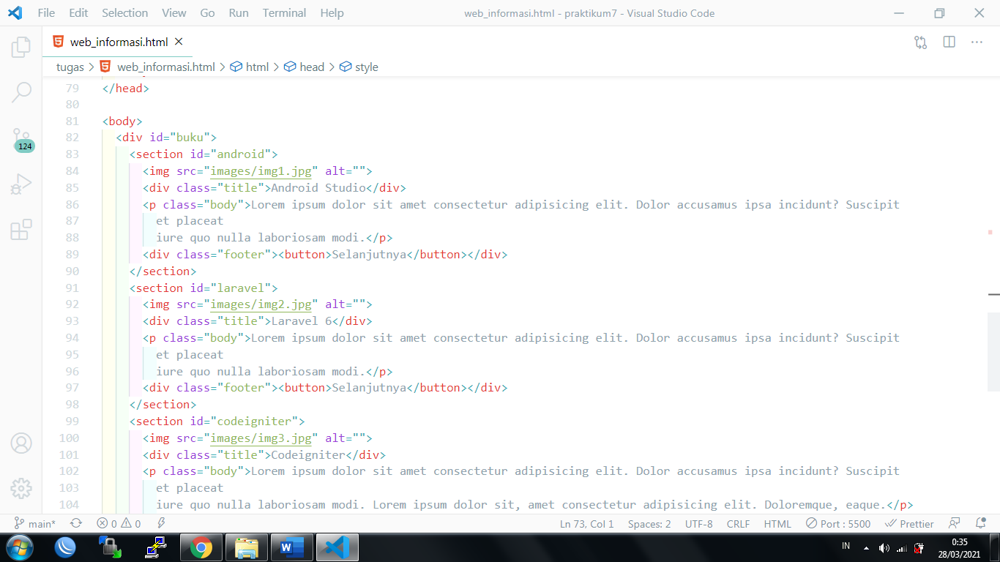 File Edit Selection View Go Run Terminal Help web_informasi.html - praktikum7 - Visual Studio Code
web_informasi.html
tugas > web_informasi.html > html > head > style
79 </head>
80
81 <body>
82 <div id="buku">
83 <section id="android">
84 <img src="images/img1.jpg" alt="">
85 <div class="title">Android Studio</div>
86 <p class="body">Lorem ipsum dolor sit amet consectetur adipisicing elit. Dolor accusamus ipsa incidunt? Suscipit
87 et placeat
88 iure quo nulla laboriosam modi.</p>
89 <div class="footer"><button>Selanjutnya</button></div>
90 </section>
91 <section id="laravel">
92 <img src="images/img2.jpg" alt="">
93 <div class="title">Laravel 6</div>
94 <p class="body">Lorem ipsum dolor sit amet consectetur adipisicing elit. Dolor accusamus ipsa incidunt? Suscipit
95 et placeat
96 iure quo nulla laboriosam modi.</p>
97 <div class="footer"><button>Selanjutnya</button></div>
98 </section>
99 <section id="codeigniter">
100 <img src="images/img3.jpg" alt="">
101 <div class="title">Codeigniter</div>
102 <p class="body">Lorem ipsum dolor sit amet consectetur adipisicing elit. Dolor accusamus ipsa incidunt? Suscipit
103 et placeat
104 iure quo nulla laboriosam modi. Lorem ipsum dolor sit, amet consectetur adipisicing elit. Doloremque, eaque.</p>
124
main* 0 0 Ln 73, Col 1 Spaces: 2 UTF-8 CRLF HTML Port : 5500 Prettier
IN 0:35
28/03/2021